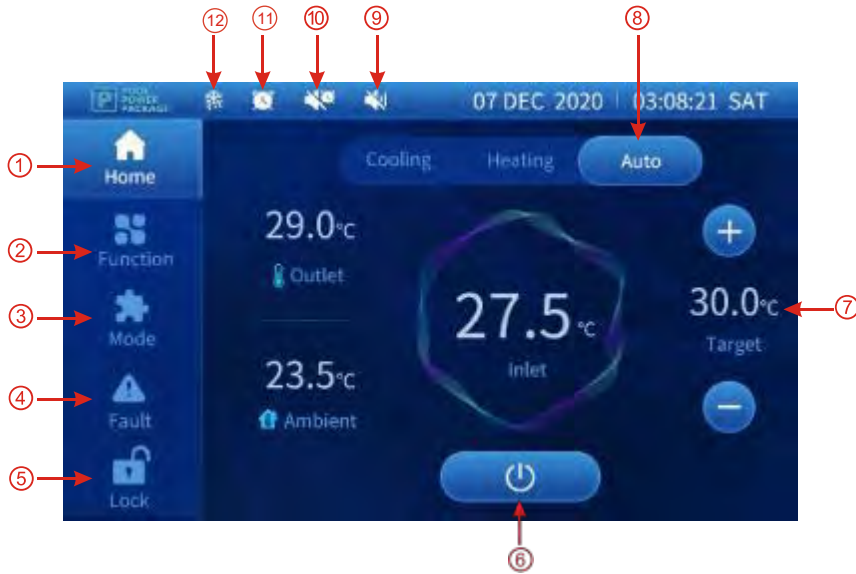 ⑫ ⑪ ⑩ ⑨ ⑧
P POOL POWER PACKAGE 07 DEC 2020 03:08:21 SAT
① Home
Cooling Heating Auto
② Function
29.0℃
Outlet
③ Mode
27.5℃
Inlet
30.0℃ ⑦
Target
④ Fault
23.5℃
Ambient
⑤ Lock
⑥